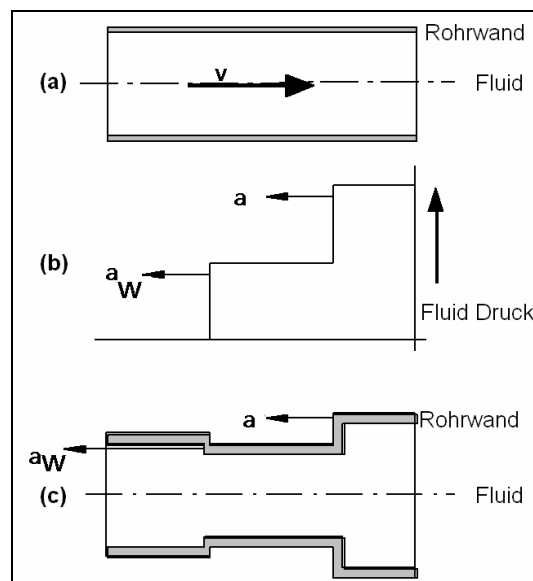 Rohrwand
(a)
v
Fluid
a
(b)
aW
Fluid Druck
a
Rohrwand
aW
(c)
Fluid